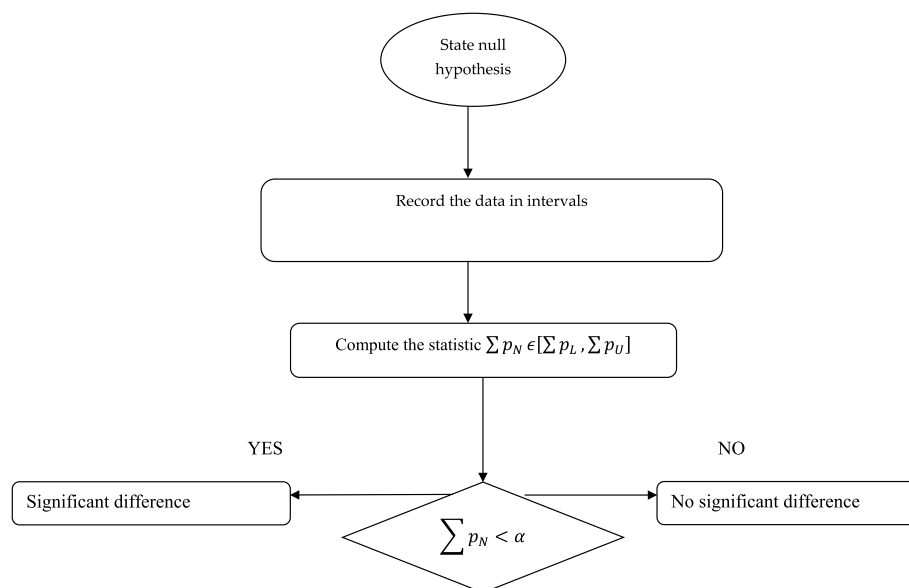 State null
hypothesis
Record the data in intervals
Compute the statistic ∑ p_N ϵ[∑ p_L , ∑ p_U]
YES
NO
Significant difference
No significant difference
∑ p_N < α